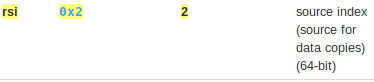 rsi 0x2 2 source index
(source for
data copies)
(64-bit)